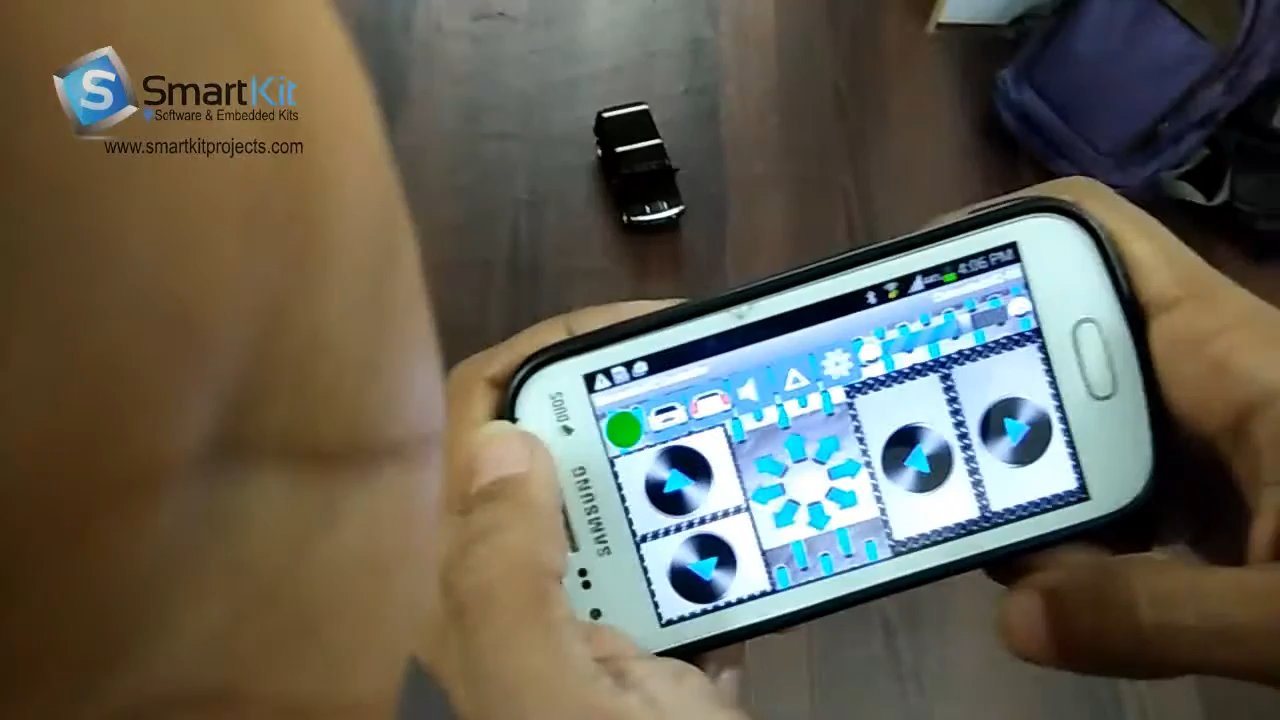 S SmartKit
Software & Embedded Kits
www.smartkitprojects.com
4:06 PM
DUOS
SAMSUNG